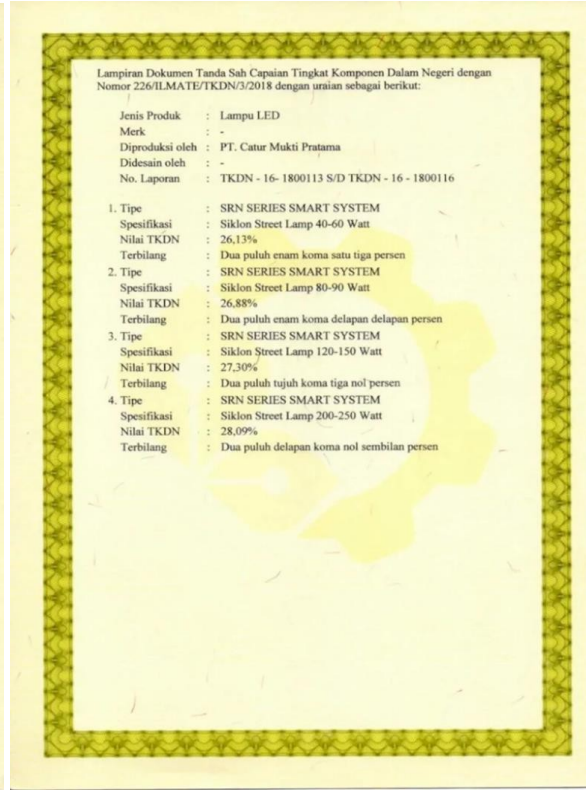 Lampiran Dokumen Tanda Sah Capaian Tingkat Komponen Dalam Negeri dengan
Nomor 226/ILMATE/TKDN/3/2018 dengan uraian sebagai berikut:
Jenis Produk : Lampu LED
Merk : -
Diproduksi oleh : PT. Catur Mukti Pratama
Didesain oleh : -
No. Laporan : TKDN - 16- 1800113 S/D TKDN - 16 - 1800116
1. Tipe : SRN SERIES SMART SYSTEM
Spesifikasi : Siklon Street Lamp 40-60 Watt
Nilai TKDN : 26,13%
Terbilang : Dua puluh enam koma satu tiga persen
2. Tipe : SRN SERIES SMART SYSTEM
Spesifikasi : Siklon Street Lamp 80-90 Watt
Nilai TKDN : 26,88%
Terbilang : Dua puluh enam koma delapan delapan persen
3. Tipe : SRN SERIES SMART SYSTEM
Spesifikasi : Siklon Street Lamp 120-150 Watt
Nilai TKDN : 27,30%
Terbilang : Dua puluh tujuh koma tiga nol persen
4. Tipe : SRN SERIES SMART SYSTEM
Spesifikasi : Siklon Street Lamp 200-250 Watt
Nilai TKDN : 28,09%
Terbilang : Dua puluh delapan koma nol sembilan persen